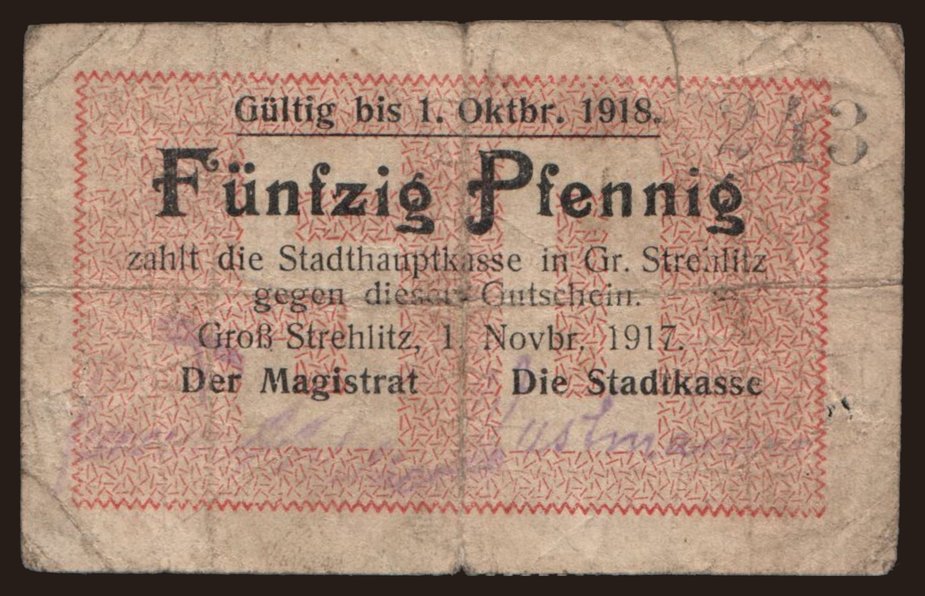 Gültig bis 1. Oktbr. 1918.
243
Fünfzig Pfennig
zahlt die Stadthauptkasse in Gr. Strehlitz
gegen diesen Gutschein.
Groß-Strehlitz, 1 Novbr. 1917.
Der Magistrat Die Stadtkasse